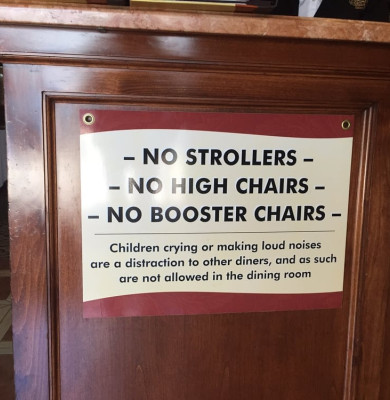 – NO STROLLERS –
– NO HIGH CHAIRS –
– NO BOOSTER CHAIRS –
Children crying or making loud noises
are a distraction to other diners, and as such
are not allowed in the dining room